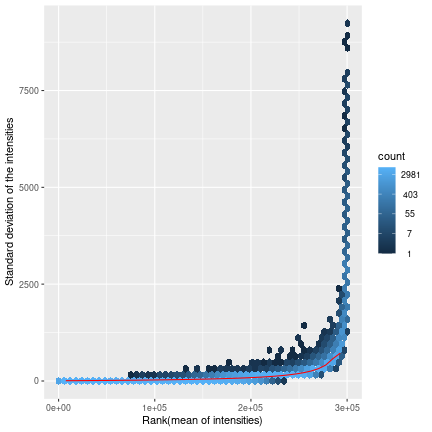 7500
5000
2500
0
Standard deviation of the intensities
0e+00 1e+05 2e+05 3e+05
Rank(mean of intensities)
count
2981
403
55
7
1